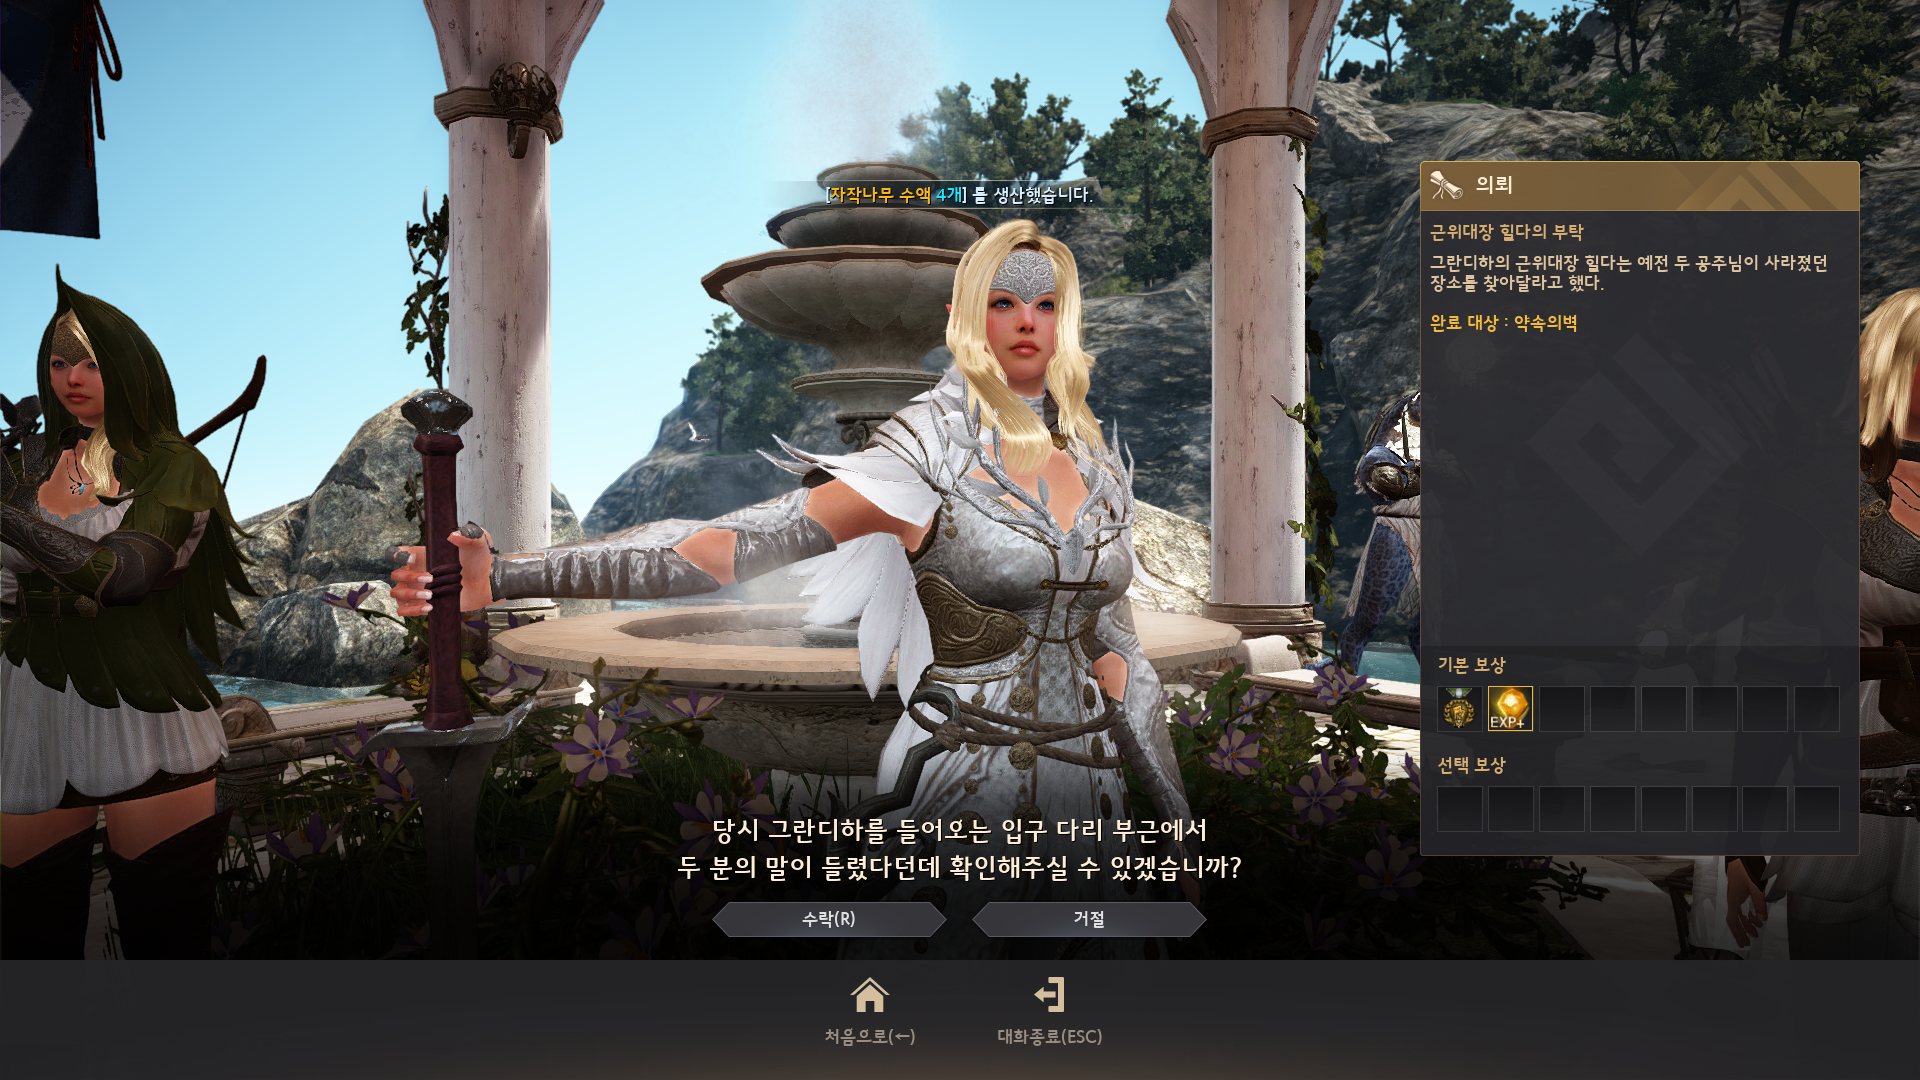 [자작나무 수액 4개] 를 생산했습니다.
의뢰
근위대장 힐다의 부탁
그란디하의 근위대장 힐다는 예전 두 공주님이 사라졌던
장소를 찾아달라고 했다.
완료 대상 : 약속의벽
기본 보상
EXP+
선택 보상
당시 그란디하를 들어오는 입구 다리 부근에서
두 분의 말이 들렸다던데 확인해주실 수 있겠습니까?
수락(R)
거절
처음으로(←)
대화종료(ESC)